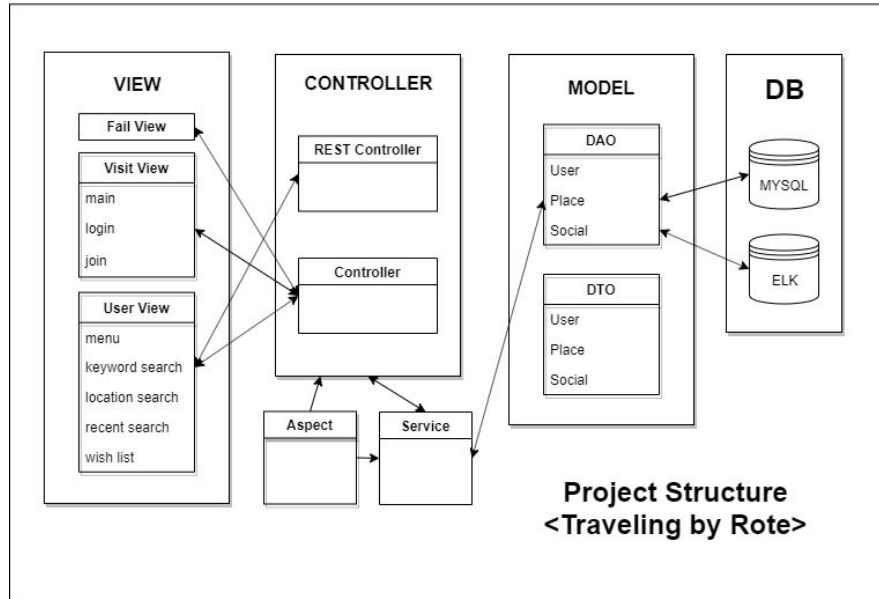 VIEW
Fail View
Visit View
main
login
join
User View
menu
keyword search
location search
recent search
wish list
CONTROLLER
REST Controller
Controller
Aspect
Service
MODEL
DAO
User
Place
Social
DTO
User
Place
Social
DB
MYSQL
ELK
Project Structure
<Traveling by Rote>